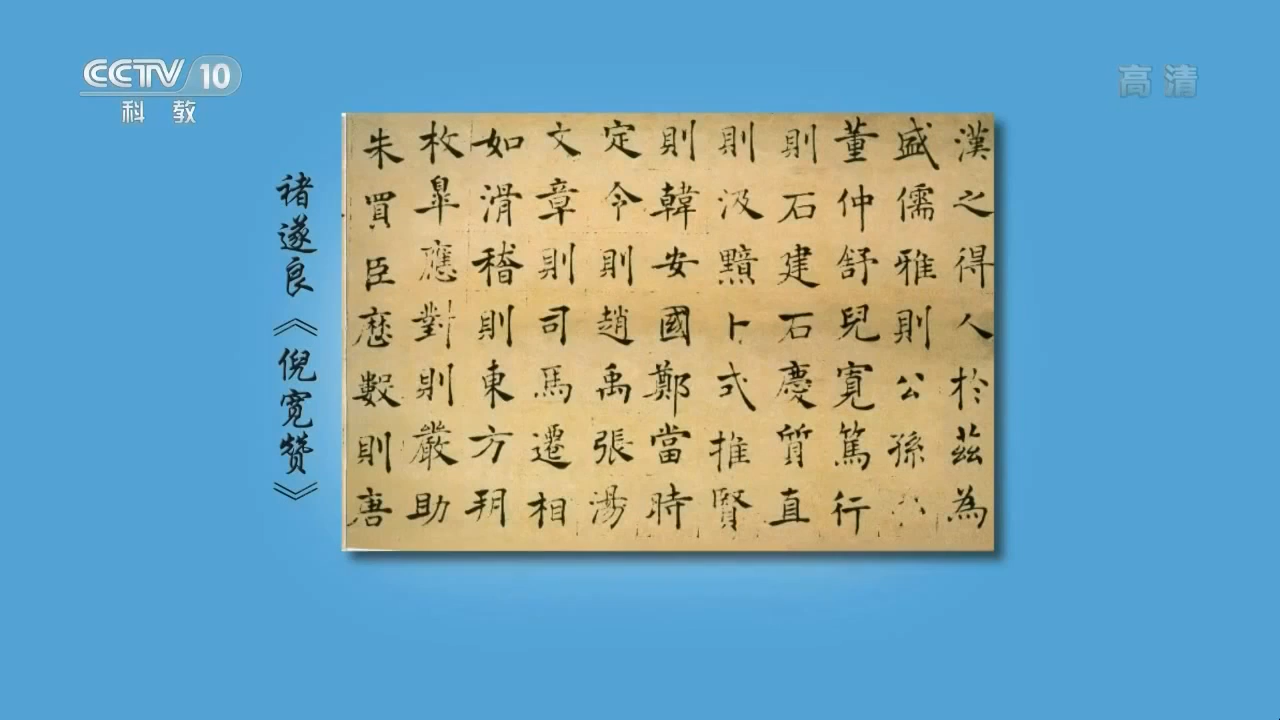 CCTV 10
科教
高清
漢之得人於茲為
盛儒雅則公孫
董仲舒兒寬篤行
則石建石慶質直
則汲黯卜式推賢
則韓安國鄭當時
定令則趙禹張湯
文章則司馬遷相
如滑稽則東方朔
枚皐應對則嚴助
朱買臣歷數則唐
褚遂良《倪宽赞》